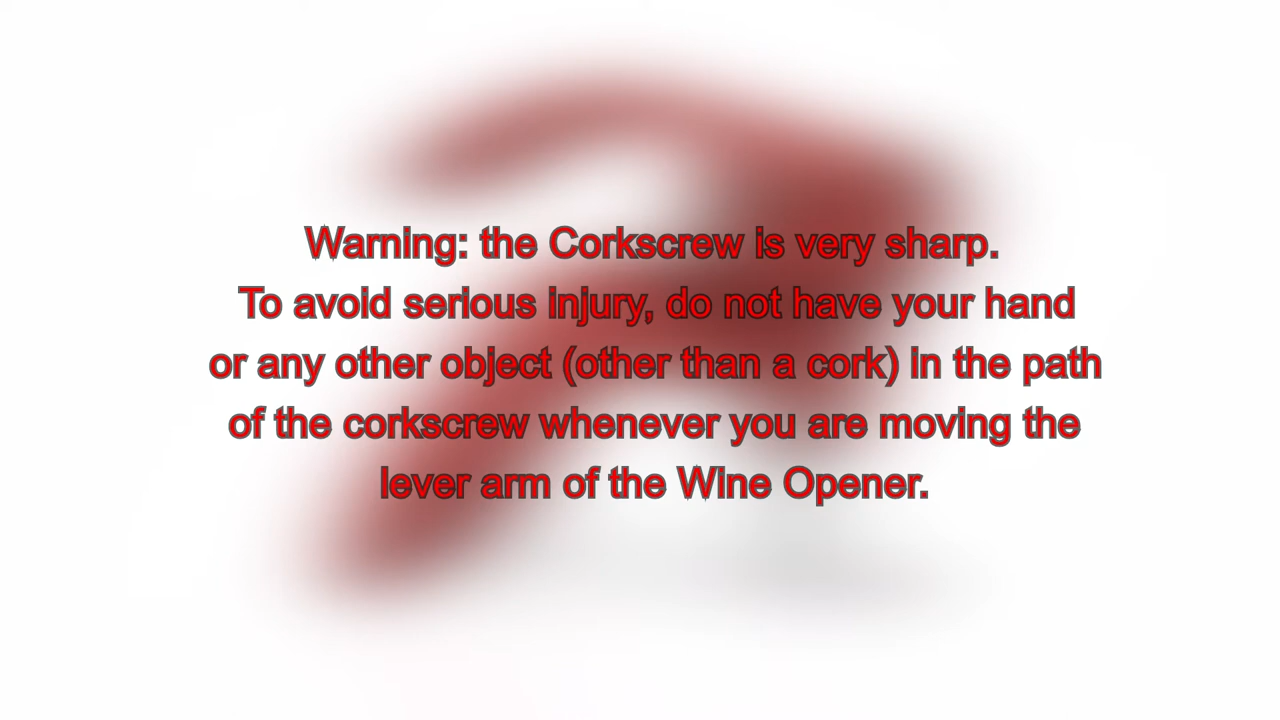 Warning: the Corkscrew is very sharp.
To avoid serious injury, do not have your hand
or any other object (other than a cork) in the path
of the corkscrew whenever you are moving the
lever arm of the Wine Opener.